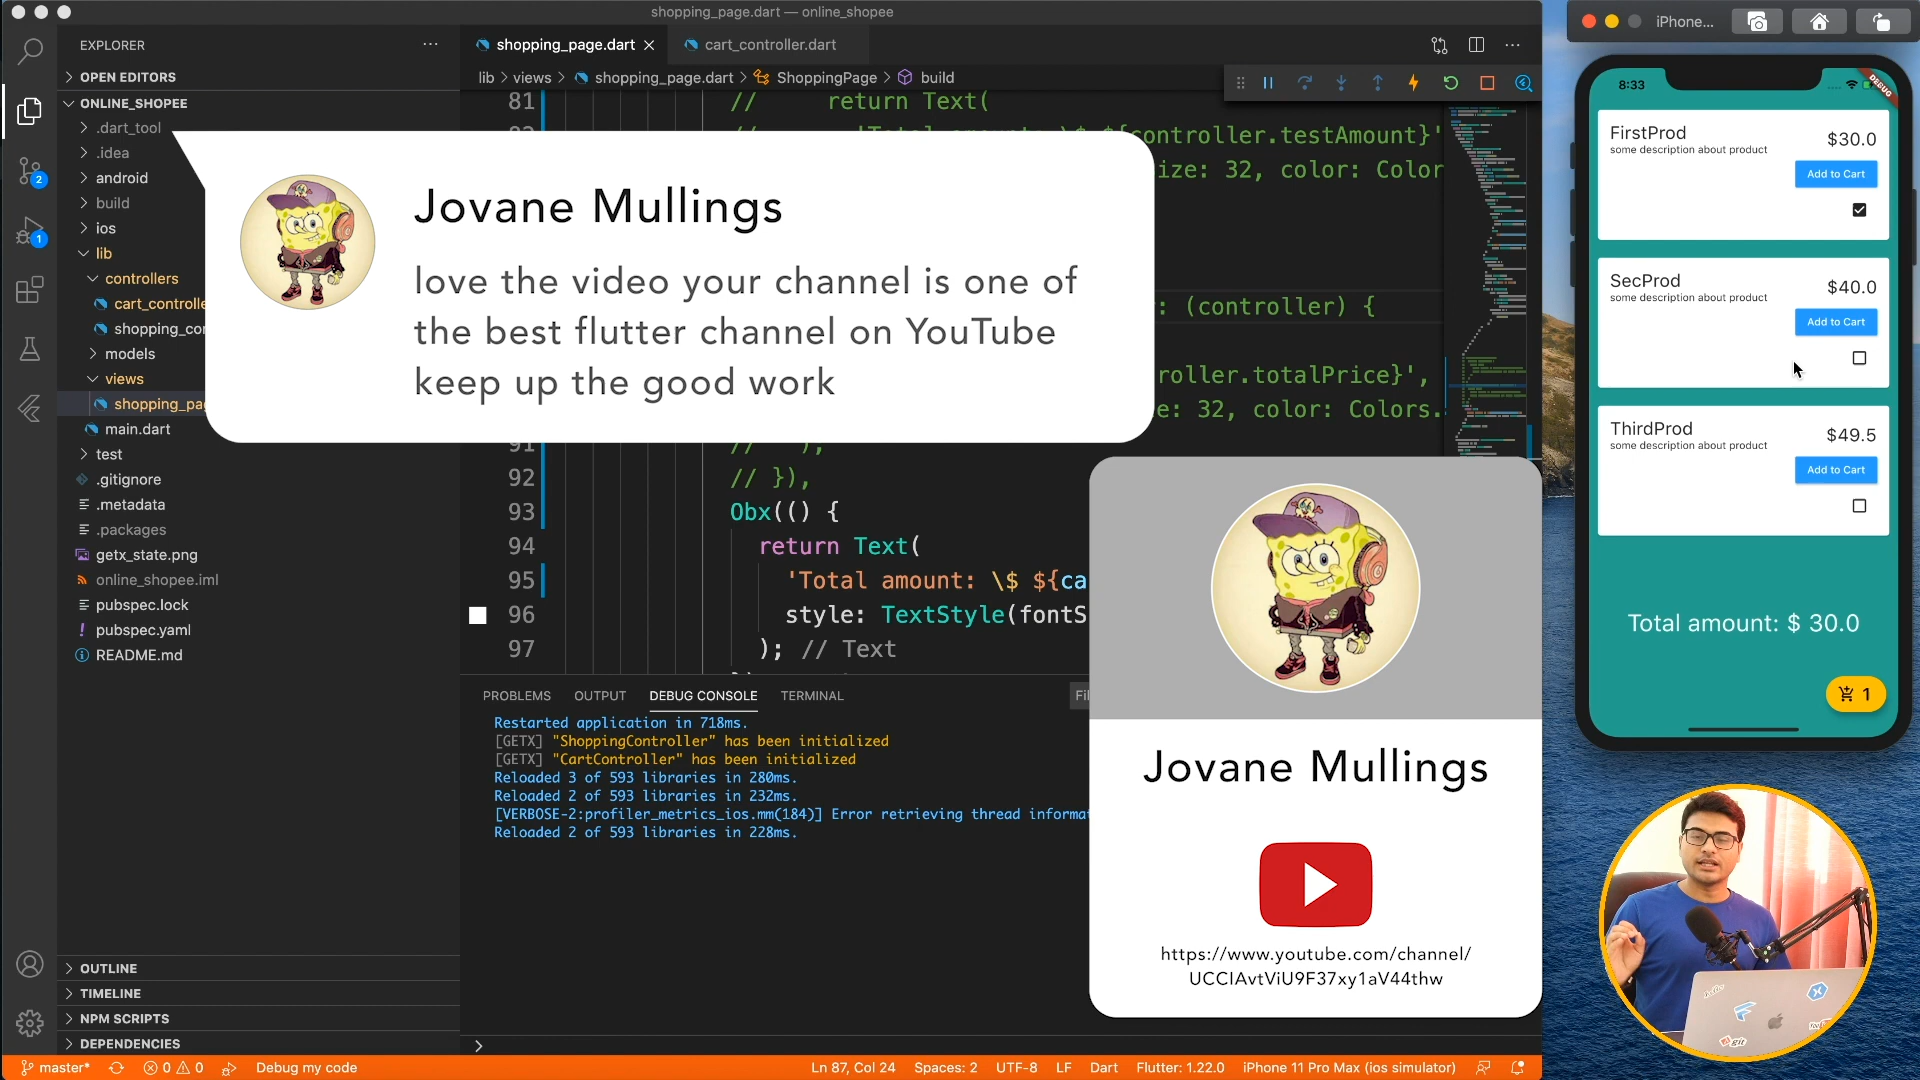 shopping_page.dart — online_shopee
iPhone...
EXPLORER
shopping_page.dart
cart_controller.dart
OPEN EDITORS
lib > views > shopping_page.dart > ShoppingPage > build
ONLINE_SHOPEE
.dart_tool
.idea
android
build
ios
lib
controllers
cart_controlle
shopping_co
models
views
shopping_pa
main.dart
test
.gitignore
.metadata
.packages
getx_state.png
online_shopee.iml
pubspec.lock
pubspec.yaml
README.md
2
1
OUTLINE
TIMELINE
NPM SCRIPTS
DEPENDENCIES
81 // return Text(
controller.testAmount}'
ize: 32, color: Color
: (controller) {
roller.totalPrice}',
e: 32, color: Colors.
91 // ),
92 // }),
93 Obx(() {
94 return Text(
95 'Total amount: \$ ${ca
96 style: TextStyle(fontS
97 ); // Text
Jovane Mullings
love the video your channel is one of
the best flutter channel on YouTube
keep up the good work
PROBLEMS
OUTPUT
DEBUG CONSOLE
TERMINAL
Fil
Restarted application in 718ms.
[GETX] "ShoppingController" has been initialized
[GETX] "CartController" has been initialized
Reloaded 3 of 593 libraries in 280ms.
Reloaded 2 of 593 libraries in 232ms.
[VERBOSE-2:profiler_metrics_ios.mm(184)] Error retrieving thread informa
Reloaded 2 of 593 libraries in 228ms.
Jovane Mullings
https://www.youtube.com/channel/
UCCIAvtViU9F37xy1aV44thw
8:33
DEBUG
FirstProd
$30.0
some description about product
Add to Cart
SecProd
$40.0
some description about product
Add to Cart
ThirdProd
$49.5
some description about product
Add to Cart
Total amount: $ 30.0
1
git
master*
0
0
Debug my code
Ln 87, Col 24
Spaces: 2
UTF-8
LF
Dart
Flutter: 1.22.0
iPhone 11 Pro Max (ios simulator)